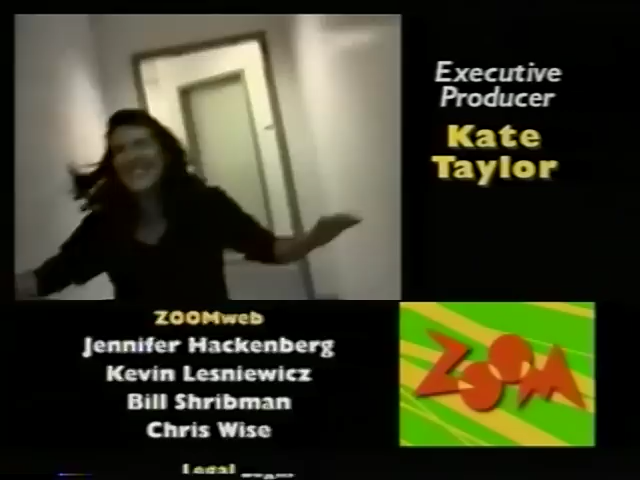 Executive
Producer
Kate
Taylor
ZOOMweb
Jennifer Hackenberg
Kevin Lesniewicz
Bill Shribman
Chris Wise
Legal
ZOOM